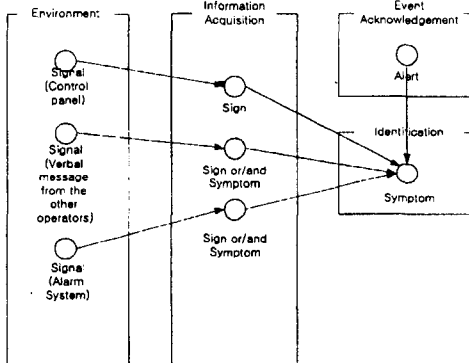 Environment
Information
Acquisition
Event
Acknowledgement
Signal
(Control
panel)
Sign
Alert
Signal
(Verbal
message
from the
other
operators)
Sign or/and
Symptom
Identification
Symptom
Sign or/and
Symptom
Signal
(Alarm
System)